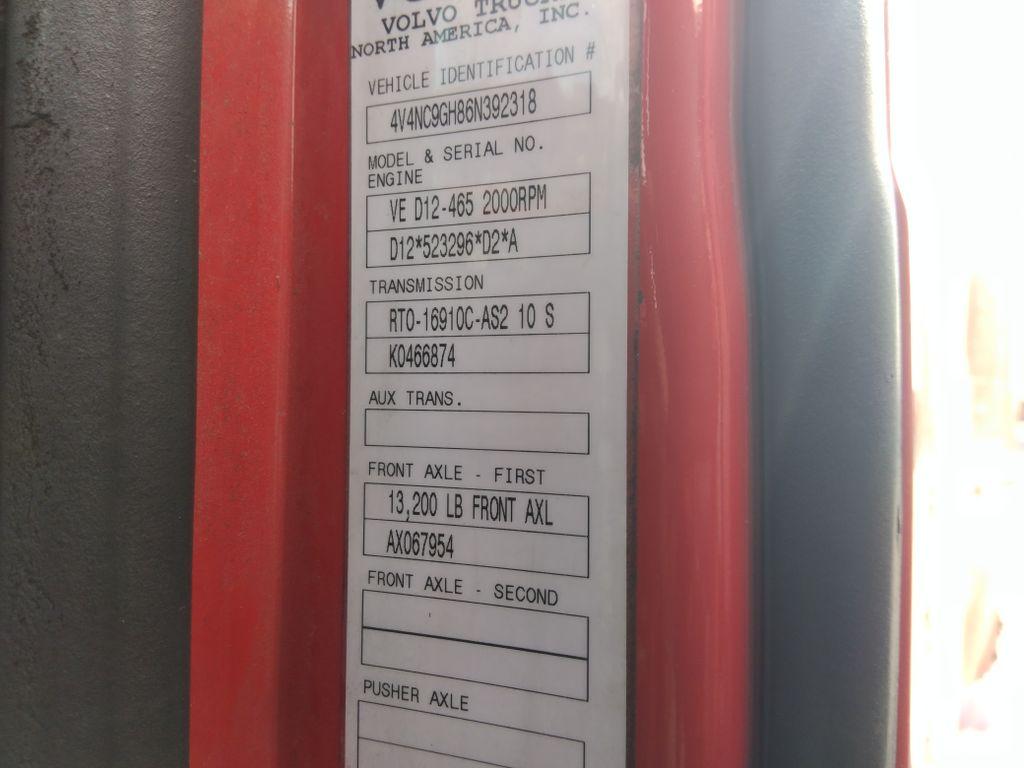 VOLVO TRUCKS
NORTH AMERICA, INC.
VEHICLE IDENTIFICATION #
4V4NC9GH86N392318
MODEL & SERIAL NO.
ENGINE
VE D12-465 2000RPM
D12*523296*D2*A
TRANSMISSION
RTO-16910C-AS2 10 S
K0466874
AUX TRANS.
FRONT AXLE - FIRST
13,200 LB FRONT AXL
AX067954
FRONT AXLE - SECOND
PUSHER AXLE